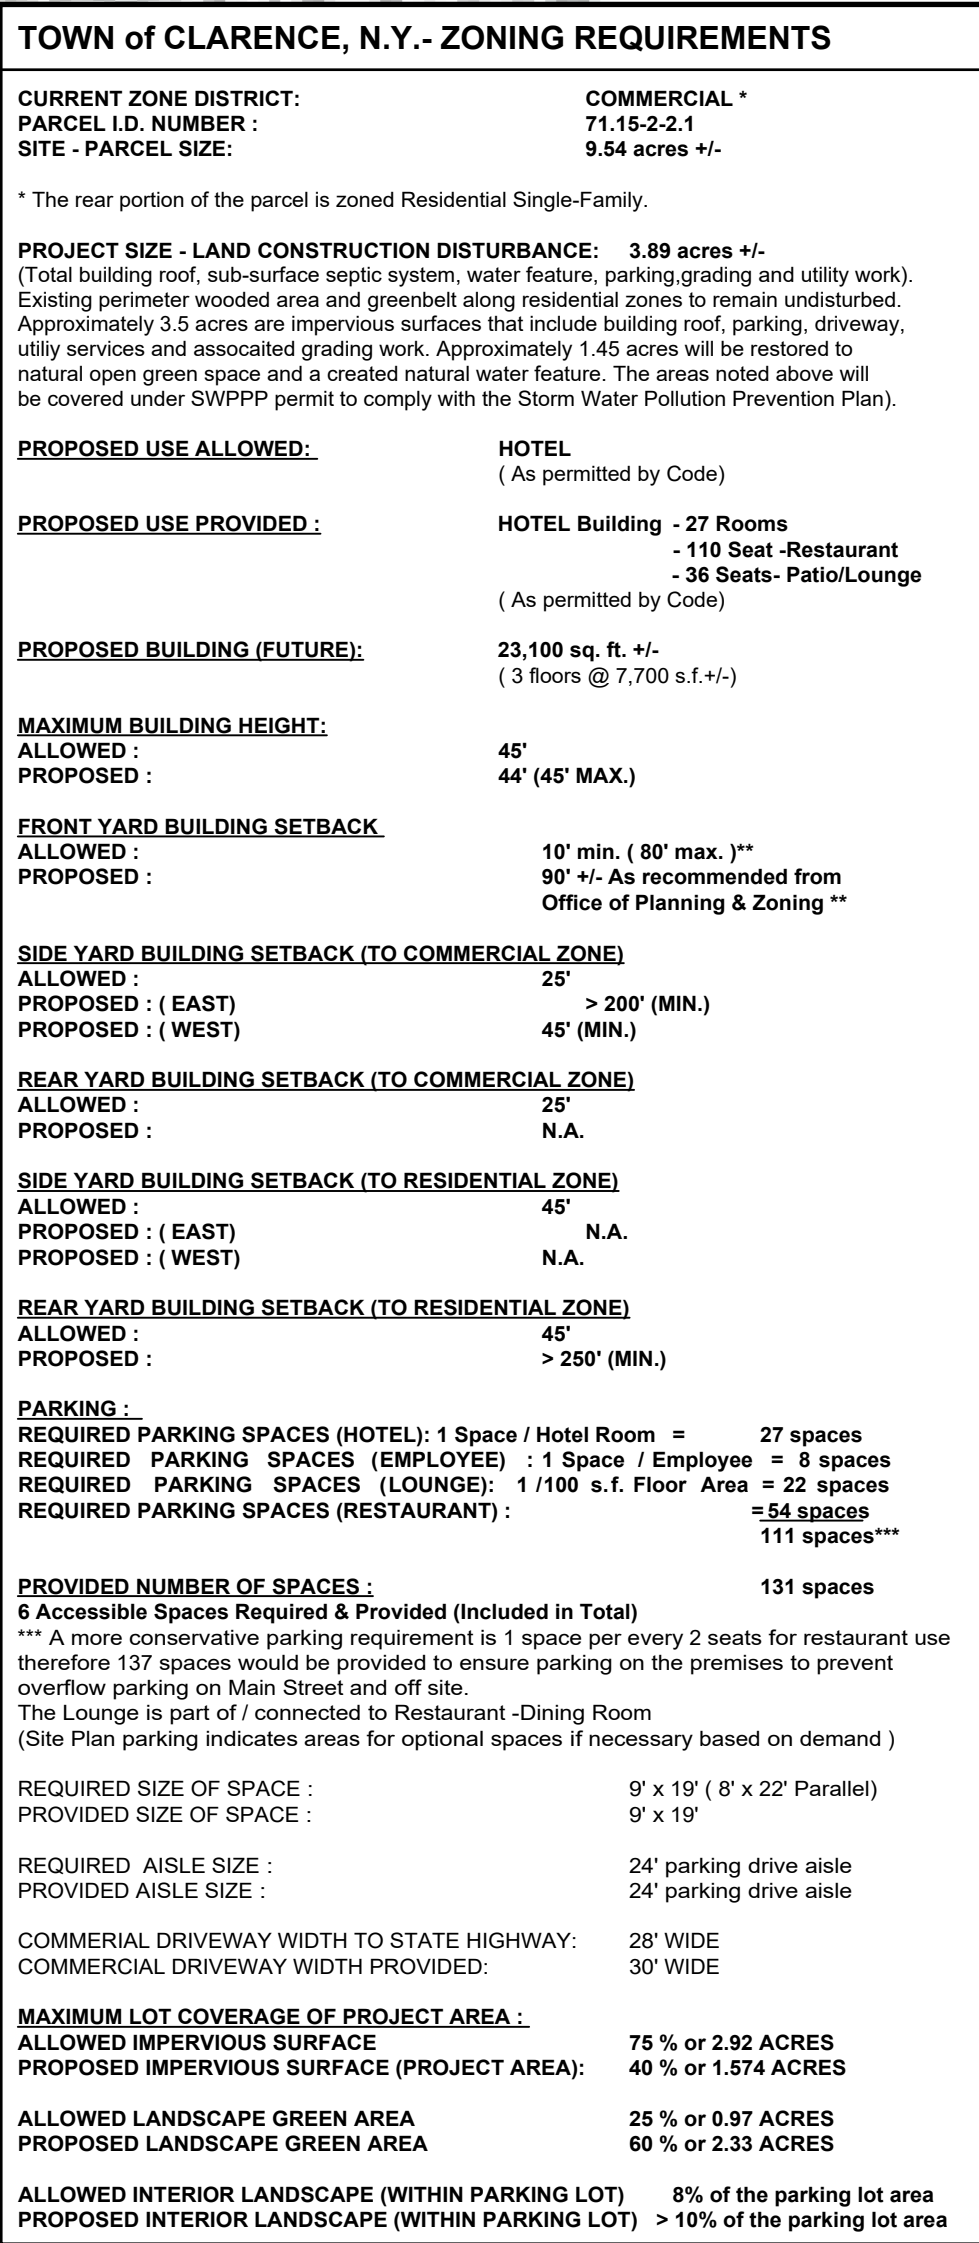 TOWN of CLARENCE, N.Y.- ZONING REQUIREMENTS
CURRENT ZONE DISTRICT: COMMERCIAL *
PARCEL I.D. NUMBER : 71.15-2-2.1
SITE - PARCEL SIZE: 9.54 acres +/-
* The rear portion of the parcel is zoned Residential Single-Family.
PROJECT SIZE - LAND CONSTRUCTION DISTURBANCE: 3.89 acres +/-
(Total building roof, sub-surface septic system, water feature, parking,grading and utility work).
Existing perimeter wooded area and greenbelt along residential zones to remain undisturbed.
Approximately 3.5 acres are impervious surfaces that include building roof, parking, driveway,
utiliy services and assocaited grading work. Approximately 1.45 acres will be restored to
natural open green space and a created natural water feature. The areas noted above will
be covered under SWPPP permit to comply with the Storm Water Pollution Prevention Plan).
PROPOSED USE ALLOWED: HOTEL
( As permitted by Code)
PROPOSED USE PROVIDED : HOTEL Building - 27 Rooms
- 110 Seat -Restaurant
- 36 Seats- Patio/Lounge
( As permitted by Code)
PROPOSED BUILDING (FUTURE): 23,100 sq. ft. +/-
( 3 floors @ 7,700 s.f.+/-)
MAXIMUM BUILDING HEIGHT:
ALLOWED : 45'
PROPOSED : 44' (45' MAX.)
FRONT YARD BUILDING SETBACK
ALLOWED : 10' min. ( 80' max. )**
PROPOSED : 90' +/- As recommended from
Office of Planning & Zoning **
SIDE YARD BUILDING SETBACK (TO COMMERCIAL ZONE)
ALLOWED : 25'
PROPOSED : ( EAST) > 200' (MIN.)
PROPOSED : ( WEST) 45' (MIN.)
REAR YARD BUILDING SETBACK (TO COMMERCIAL ZONE)
ALLOWED : 25'
PROPOSED : N.A.
SIDE YARD BUILDING SETBACK (TO RESIDENTIAL ZONE)
ALLOWED : 45'
PROPOSED : ( EAST) N.A.
PROPOSED : ( WEST) N.A.
REAR YARD BUILDING SETBACK (TO RESIDENTIAL ZONE)
ALLOWED : 45'
PROPOSED : > 250' (MIN.)
PARKING :
REQUIRED PARKING SPACES (HOTEL): 1 Space / Hotel Room = 27 spaces
REQUIRED PARKING SPACES (EMPLOYEE) : 1 Space / Employee = 8 spaces
REQUIRED PARKING SPACES (LOUNGE): 1 /100 s.f. Floor Area = 22 spaces
REQUIRED PARKING SPACES (RESTAURANT) : = 54 spaces
111 spaces***
PROVIDED NUMBER OF SPACES : 131 spaces
6 Accessible Spaces Required & Provided (Included in Total)
*** A more conservative parking requirement is 1 space per every 2 seats for restaurant use
therefore 137 spaces would be provided to ensure parking on the premises to prevent
overflow parking on Main Street and off site.
The Lounge is part of / connected to Restaurant -Dining Room
(Site Plan parking indicates areas for optional spaces if necessary based on demand )
REQUIRED SIZE OF SPACE : 9' x 19' ( 8' x 22' Parallel)
PROVIDED SIZE OF SPACE : 9' x 19'
REQUIRED AISLE SIZE : 24' parking drive aisle
PROVIDED AISLE SIZE : 24' parking drive aisle
COMMERIAL DRIVEWAY WIDTH TO STATE HIGHWAY: 28' WIDE
COMMERCIAL DRIVEWAY WIDTH PROVIDED: 30' WIDE
MAXIMUM LOT COVERAGE OF PROJECT AREA :
ALLOWED IMPERVIOUS SURFACE 75 % or 2.92 ACRES
PROPOSED IMPERVIOUS SURFACE (PROJECT AREA): 40 % or 1.574 ACRES
ALLOWED LANDSCAPE GREEN AREA 25 % or 0.97 ACRES
PROPOSED LANDSCAPE GREEN AREA 60 % or 2.33 ACRES
ALLOWED INTERIOR LANDSCAPE (WITHIN PARKING LOT) 8% of the parking lot area
PROPOSED INTERIOR LANDSCAPE (WITHIN PARKING LOT) > 10% of the parking lot area